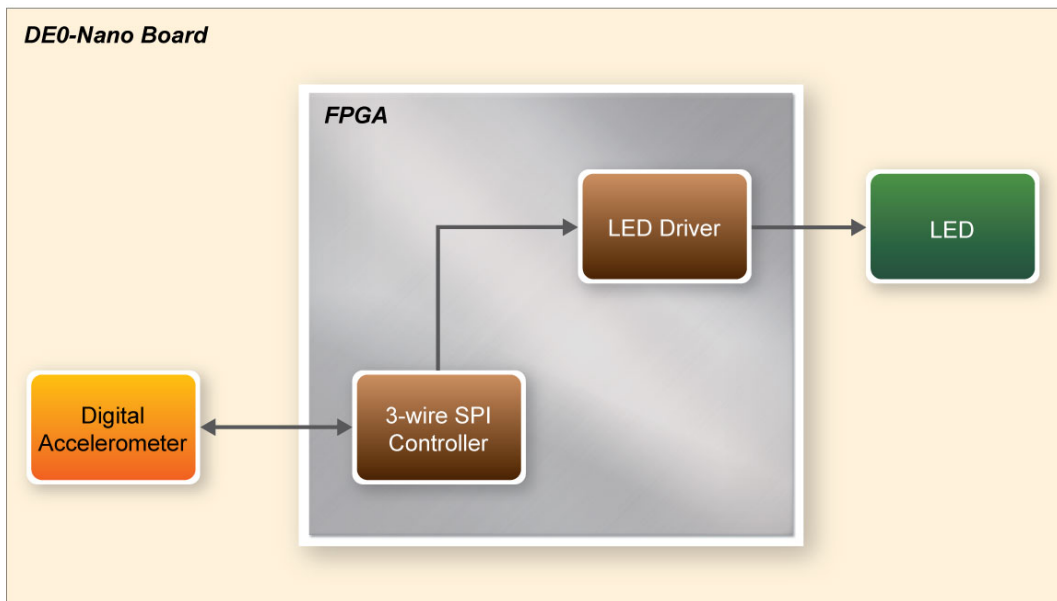 DE0-Nano Board
FPGA
LED Driver
LED
Digital
Accelerometer
3-wire SPI
Controller